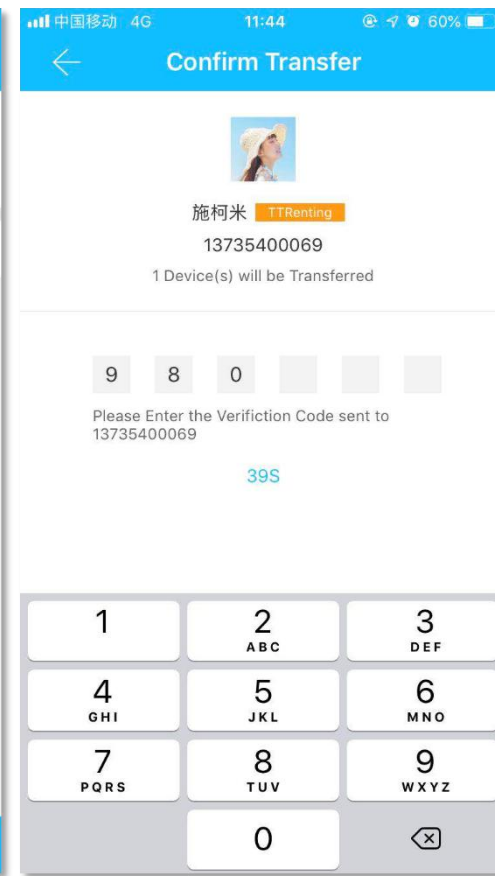 中国移动 4G 11:44 60%
Confirm Transfer
施柯米 TTRenting
13735400069
1 Device(s) will be Transferred
9 8 0
Please Enter the Verifiction Code sent to
13735400069
39S
1 2 3
ABC DEF
4 5 6
GHI JKL MNO
7 8 9
PQRS TUV WXYZ
0